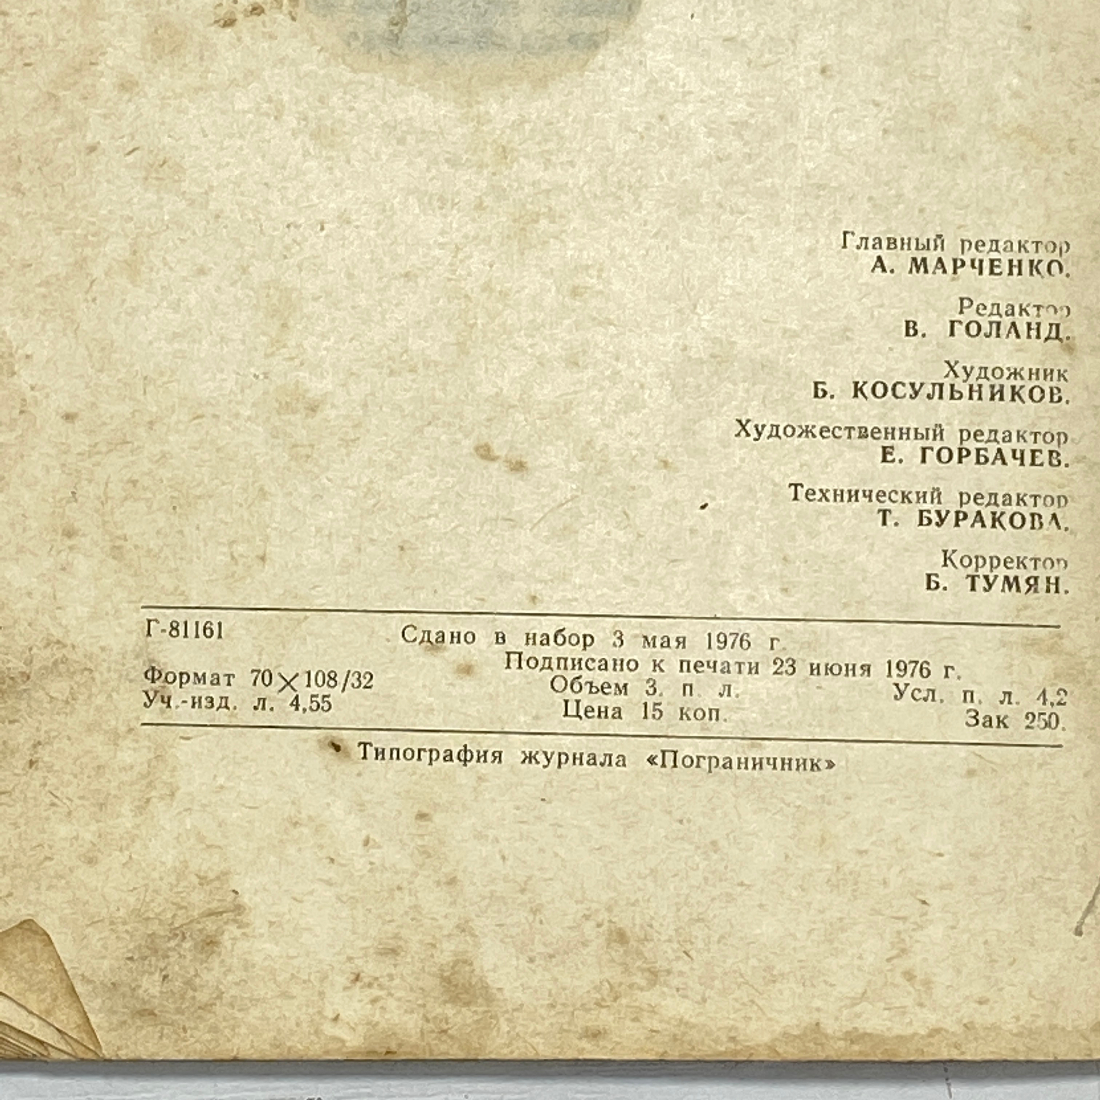 Главный редактор
А. МАРЧЕНКО.
Редактор
В. ГОЛАНД.
Художник
Б. КОСУЛЬНИКОВ.
Художественный редактор
Е. ГОРБАЧЕВ.
Технический редактор
Т. БУРАКОВА.
Корректор
Б. ТУМЯН.
Г-81161 Сдано в набор 3 мая 1976 г.
Подписано к печати 23 июня 1976 г.
Формат 70×108/32 Объем 3. п л. Усл. п. л. 4,2
Уч.-изд. л. 4,55 Цена 15 коп. Зак 250.
Типография журнала «Пограничник»